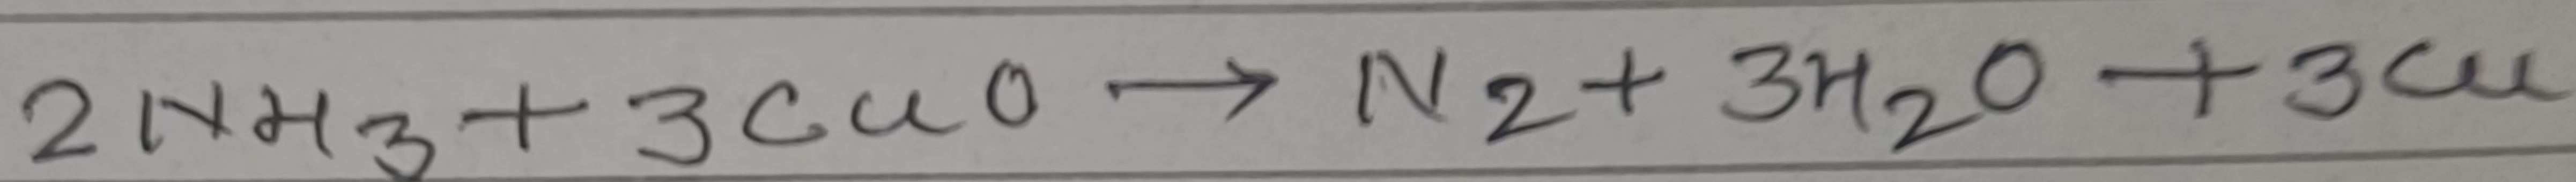 2NH₃ + 3CuO → N₂ + 3H₂O + 3Cu